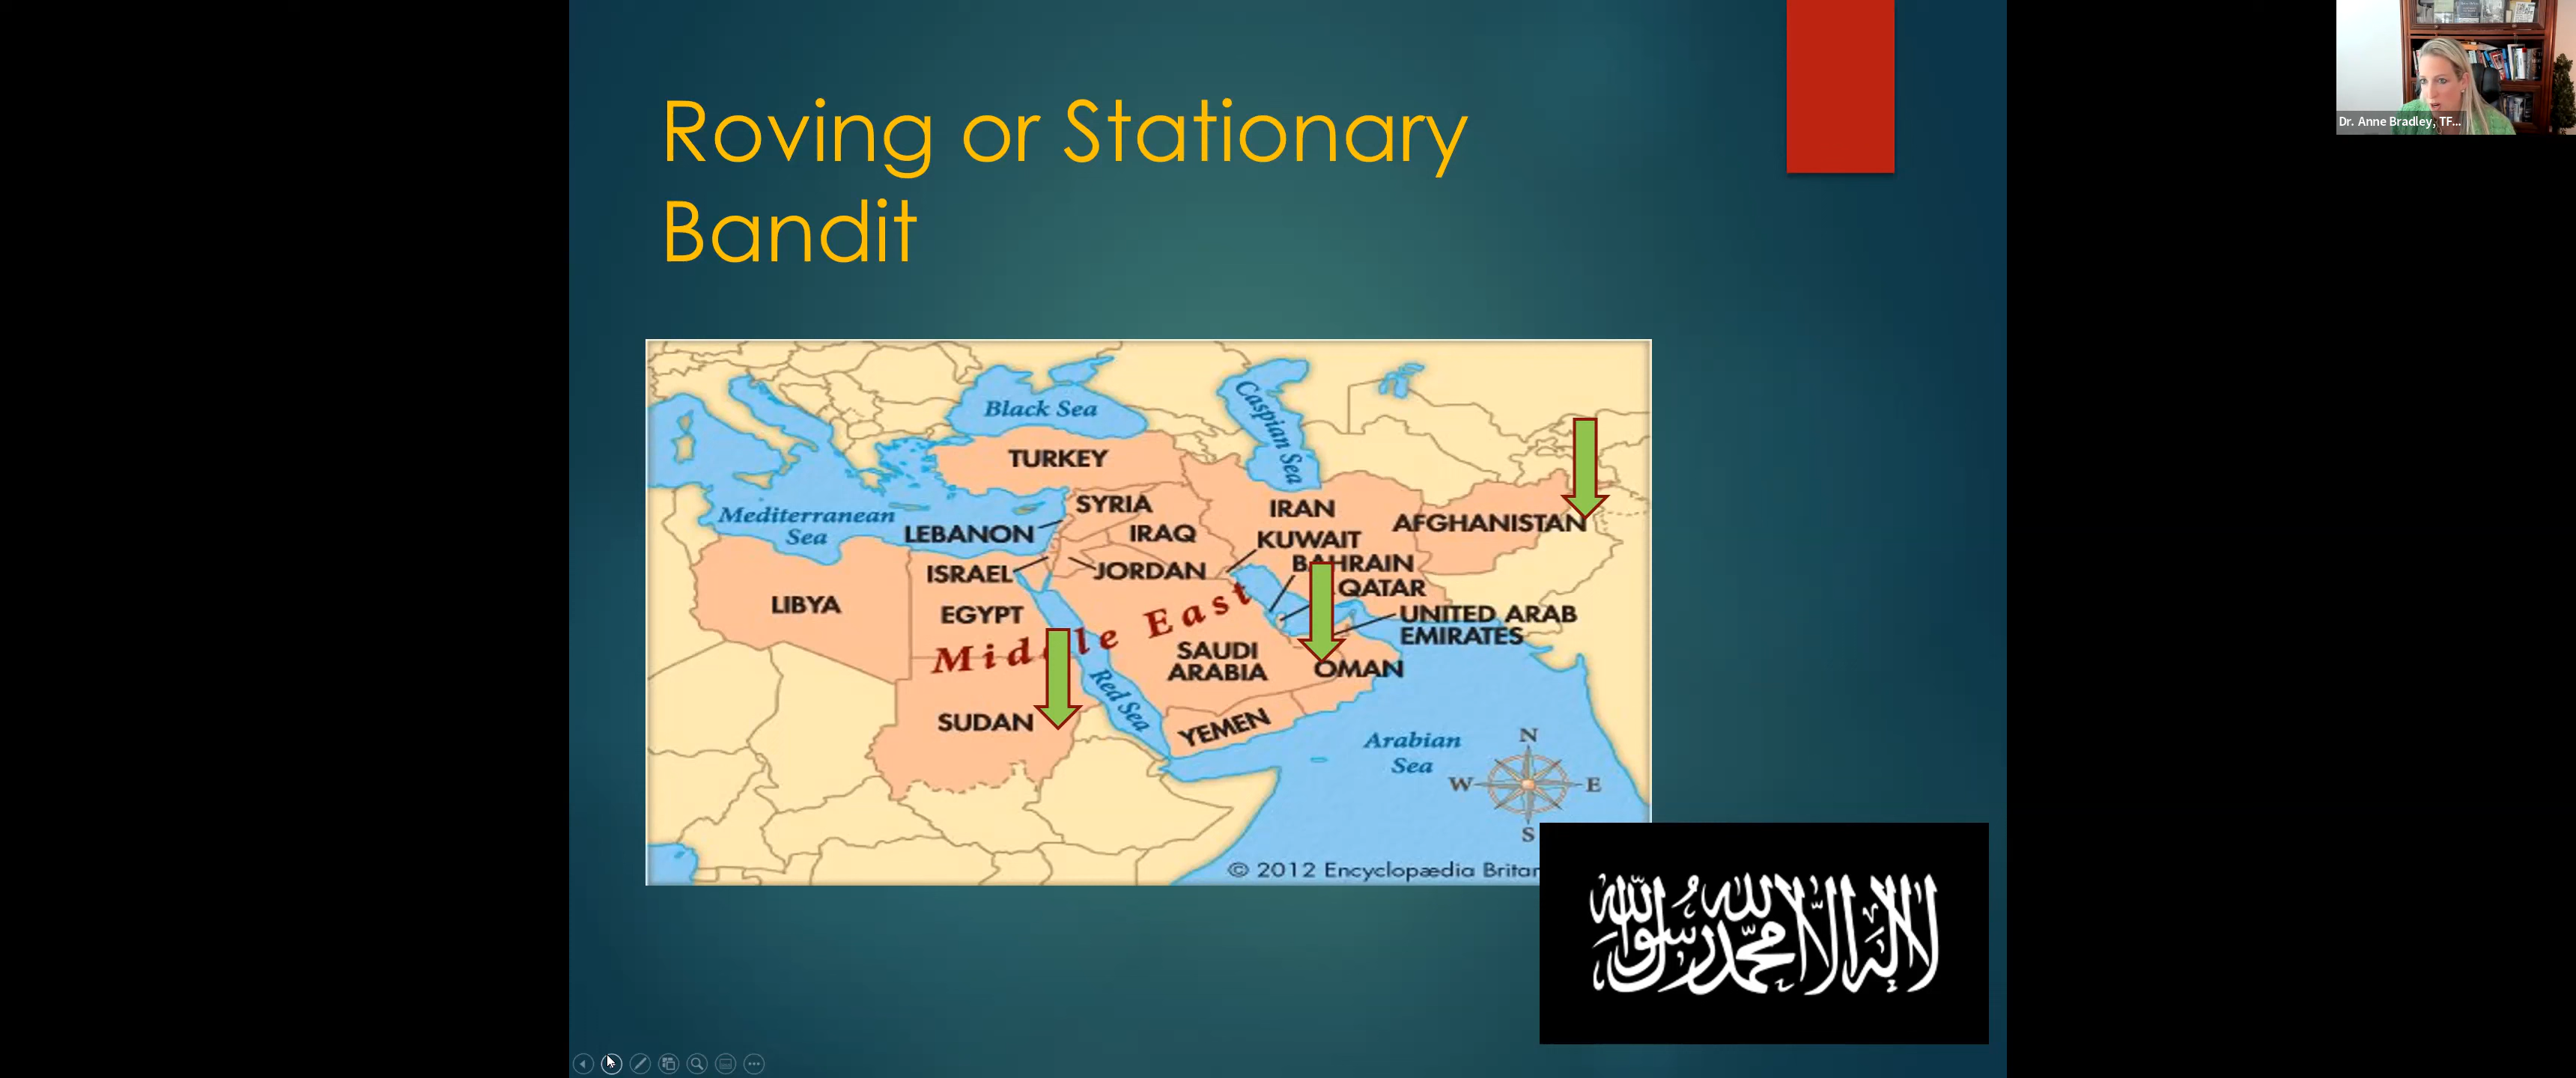 Roving or Stationary
Bandit
Dr. Anne Bradley, TF...
Black Sea
Caspian Sea
TURKEY
SYRIA
IRAN
Mediterranean
Sea
LEBANON
IRAQ
KUWAIT
AFGHANISTAN
BAHRAIN
ISRAEL
JORDAN
QATAR
LIBYA
EGYPT
Middle East
UNITED ARAB
EMIRATES
SAUDI
ARABIA
OMAN
Red Sea
SUDAN
YEMEN
Arabian
Sea
N
W
E
S
© 2012 Encyclopædia Britan
لا إله إلا الله محمد رسول الله